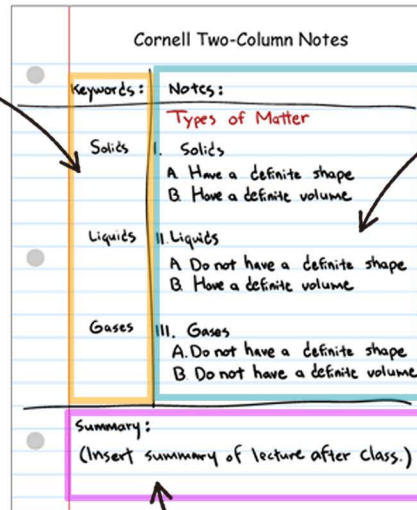 Cornell Two-Column Notes
Keywords: Notes:
Types of Matter
Solids I. Solids
A. Have a definite shape
B. Have a definite volume
Liquids II. Liquids
A. Do not have a definite shape
B. Have a definite volume
Gases III. Gases
A. Do not have a definite shape
B. Do not have a definite volume
Summary:
(Insert summary of lecture after class.)